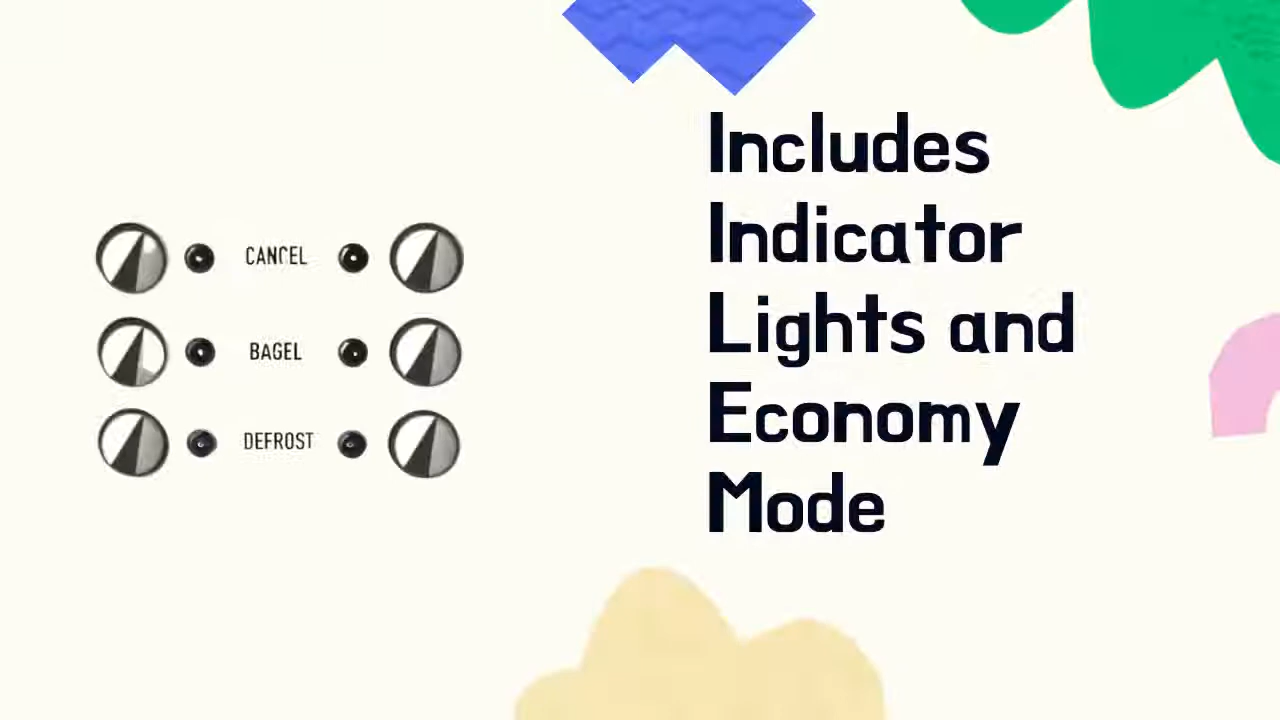 CANCEL
BAGEL
DEFROST
Includes
Indicator
Lights and
Economy
Mode